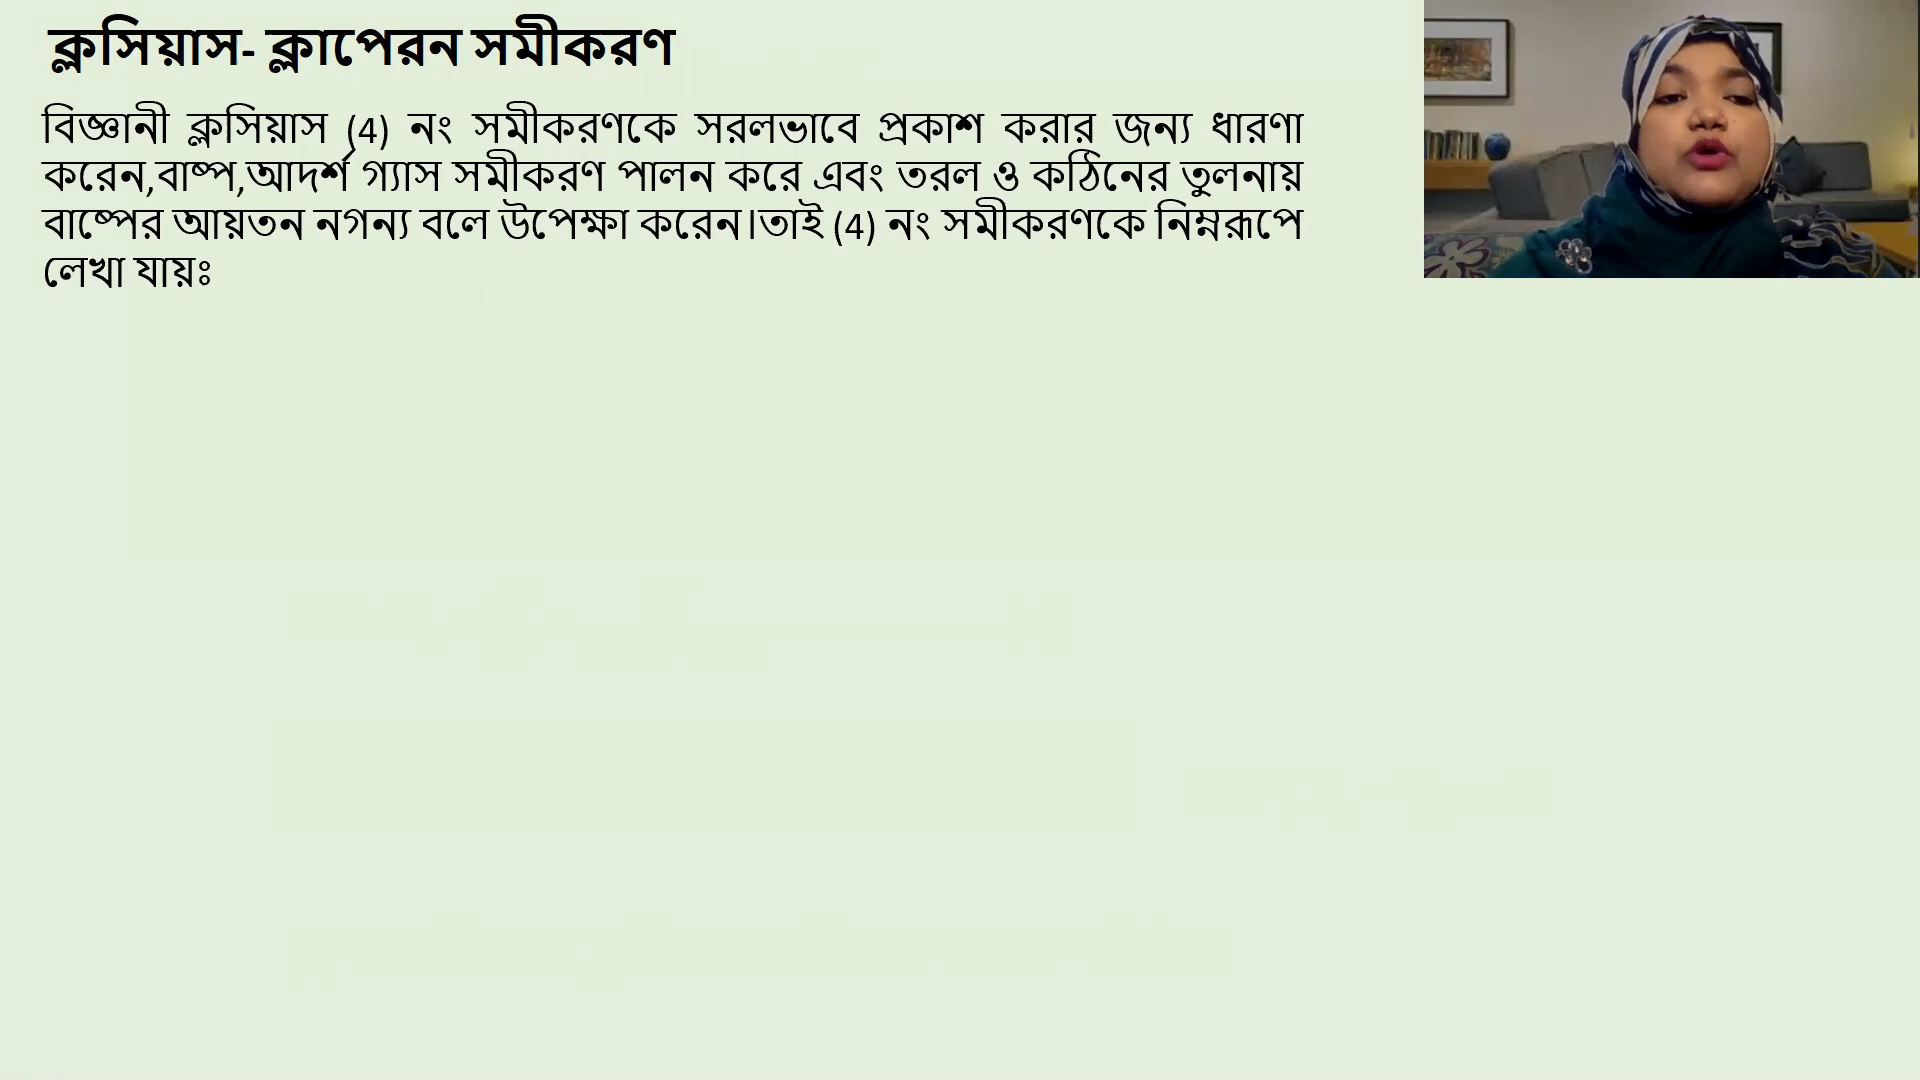 ক্লসিয়াস- ক্লাপেরন সমীকরণ
বিজ্ঞানী ক্লসিয়াস (4) নং সমীকরণকে সরলভাবে প্রকাশ করার জন্য ধারণা
করেন,বাষ্প,আদর্শ গ্যাস সমীকরণ পালন করে এবং তরল ও কঠিনের তুলনায়
বাষ্পের আয়তন নগন্য বলে উপেক্ষা করেন।তাই (4) নং সমীকরণকে নিম্নরূপে
লেখা যায়ঃ